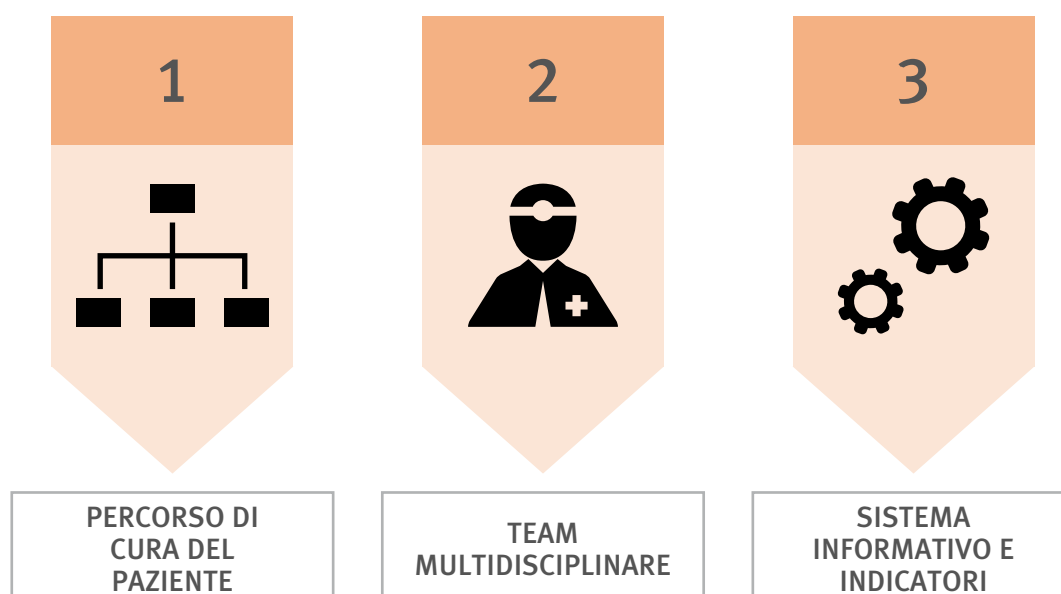 1
2
3
PERCORSO DI
CURA DEL
PAZIENTE
TEAM
MULTIDISCIPLINARE
SISTEMA
INFORMATIVO E
INDICATORI